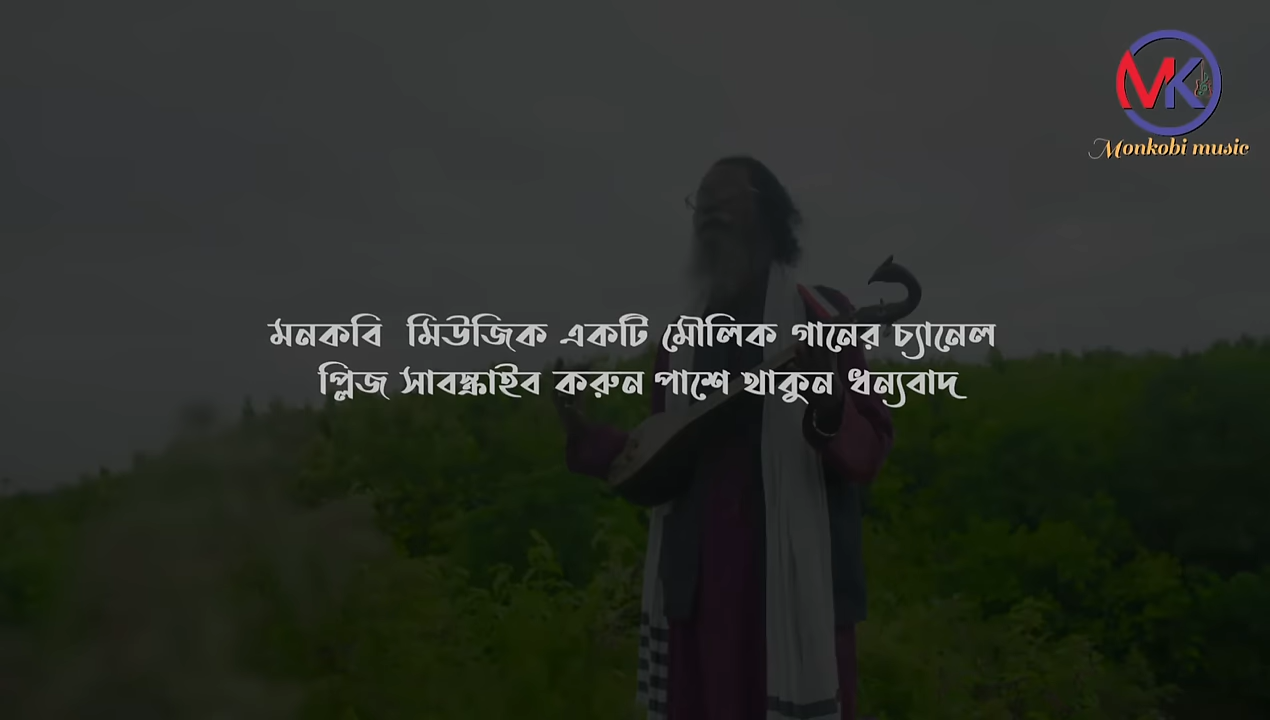 MK
Monkobi music
মনকবি মিউজিক একটি মৌলিক গানের চ্যানেল
প্লিজ সাবস্ক্রাইব করুন পাশে থাকুন ধন্যবাদ